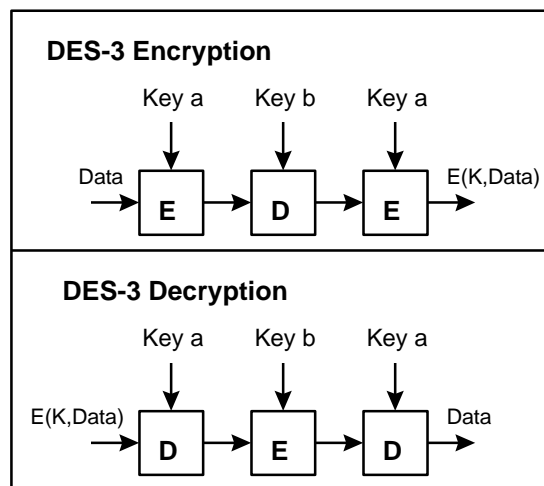 DES-3 Encryption
Key a Key b Key a
Data E(K,Data)
E D E
DES-3 Decryption
Key a Key b Key a
E(K,Data) Data
D E D